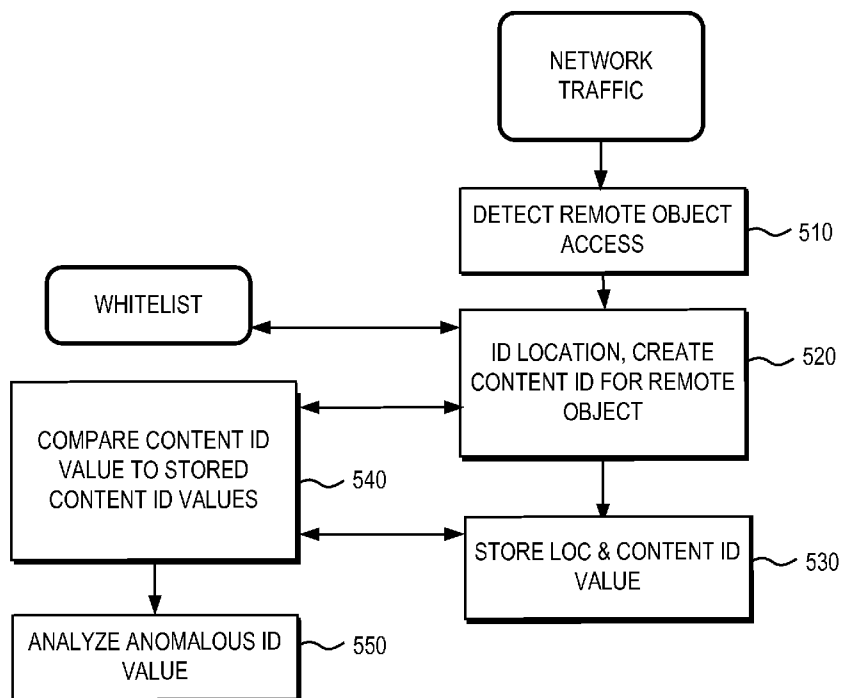 NETWORK
TRAFFIC
DETECT REMOTE OBJECT
ACCESS
510
WHITELIST
ID LOCATION, CREATE
CONTENT ID FOR REMOTE
OBJECT
520
COMPARE CONTENT ID
VALUE TO STORED
CONTENT ID VALUES
540
STORE LOC & CONTENT ID
VALUE
530
ANALYZE ANOMALOUS ID
VALUE
550